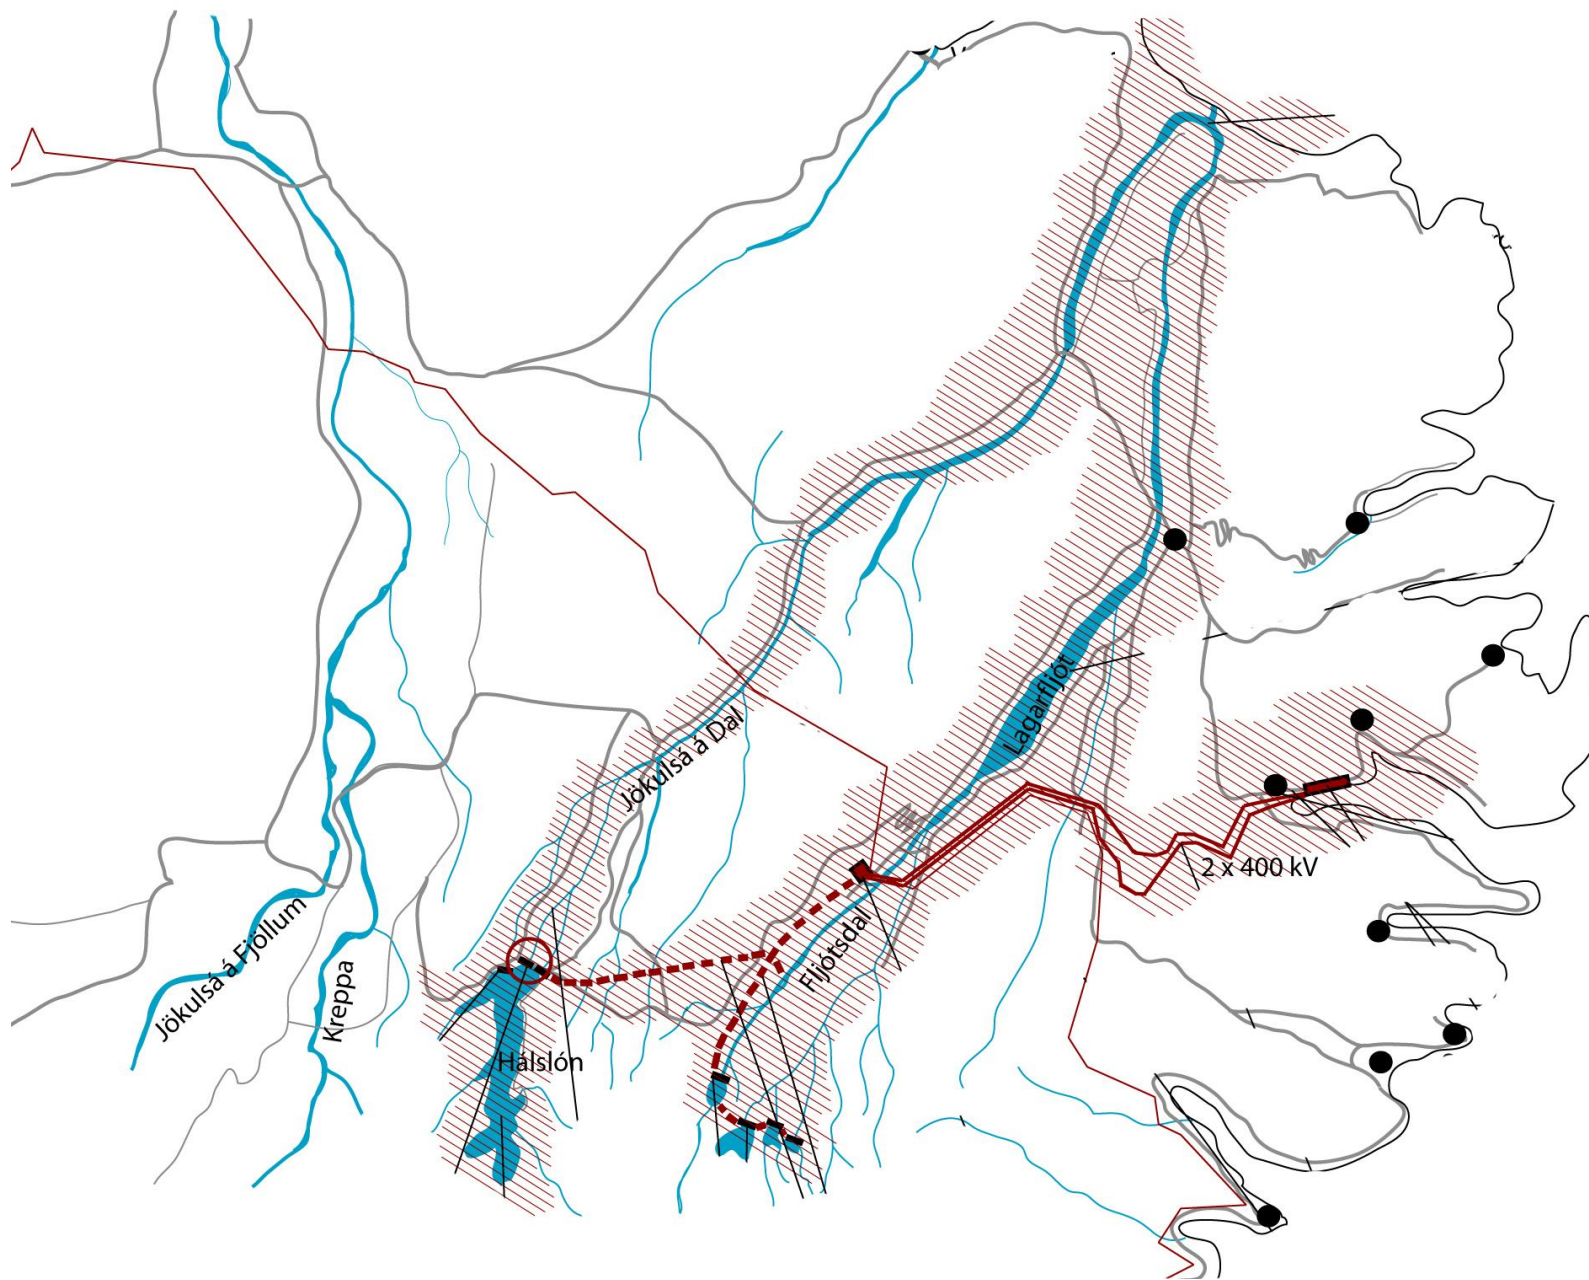 Jökulsá á Dal
Lagarfljót
2 x 400 kV
Jökulsá á Fjöllum
Kreppa
Fljótsdal
Hálslón